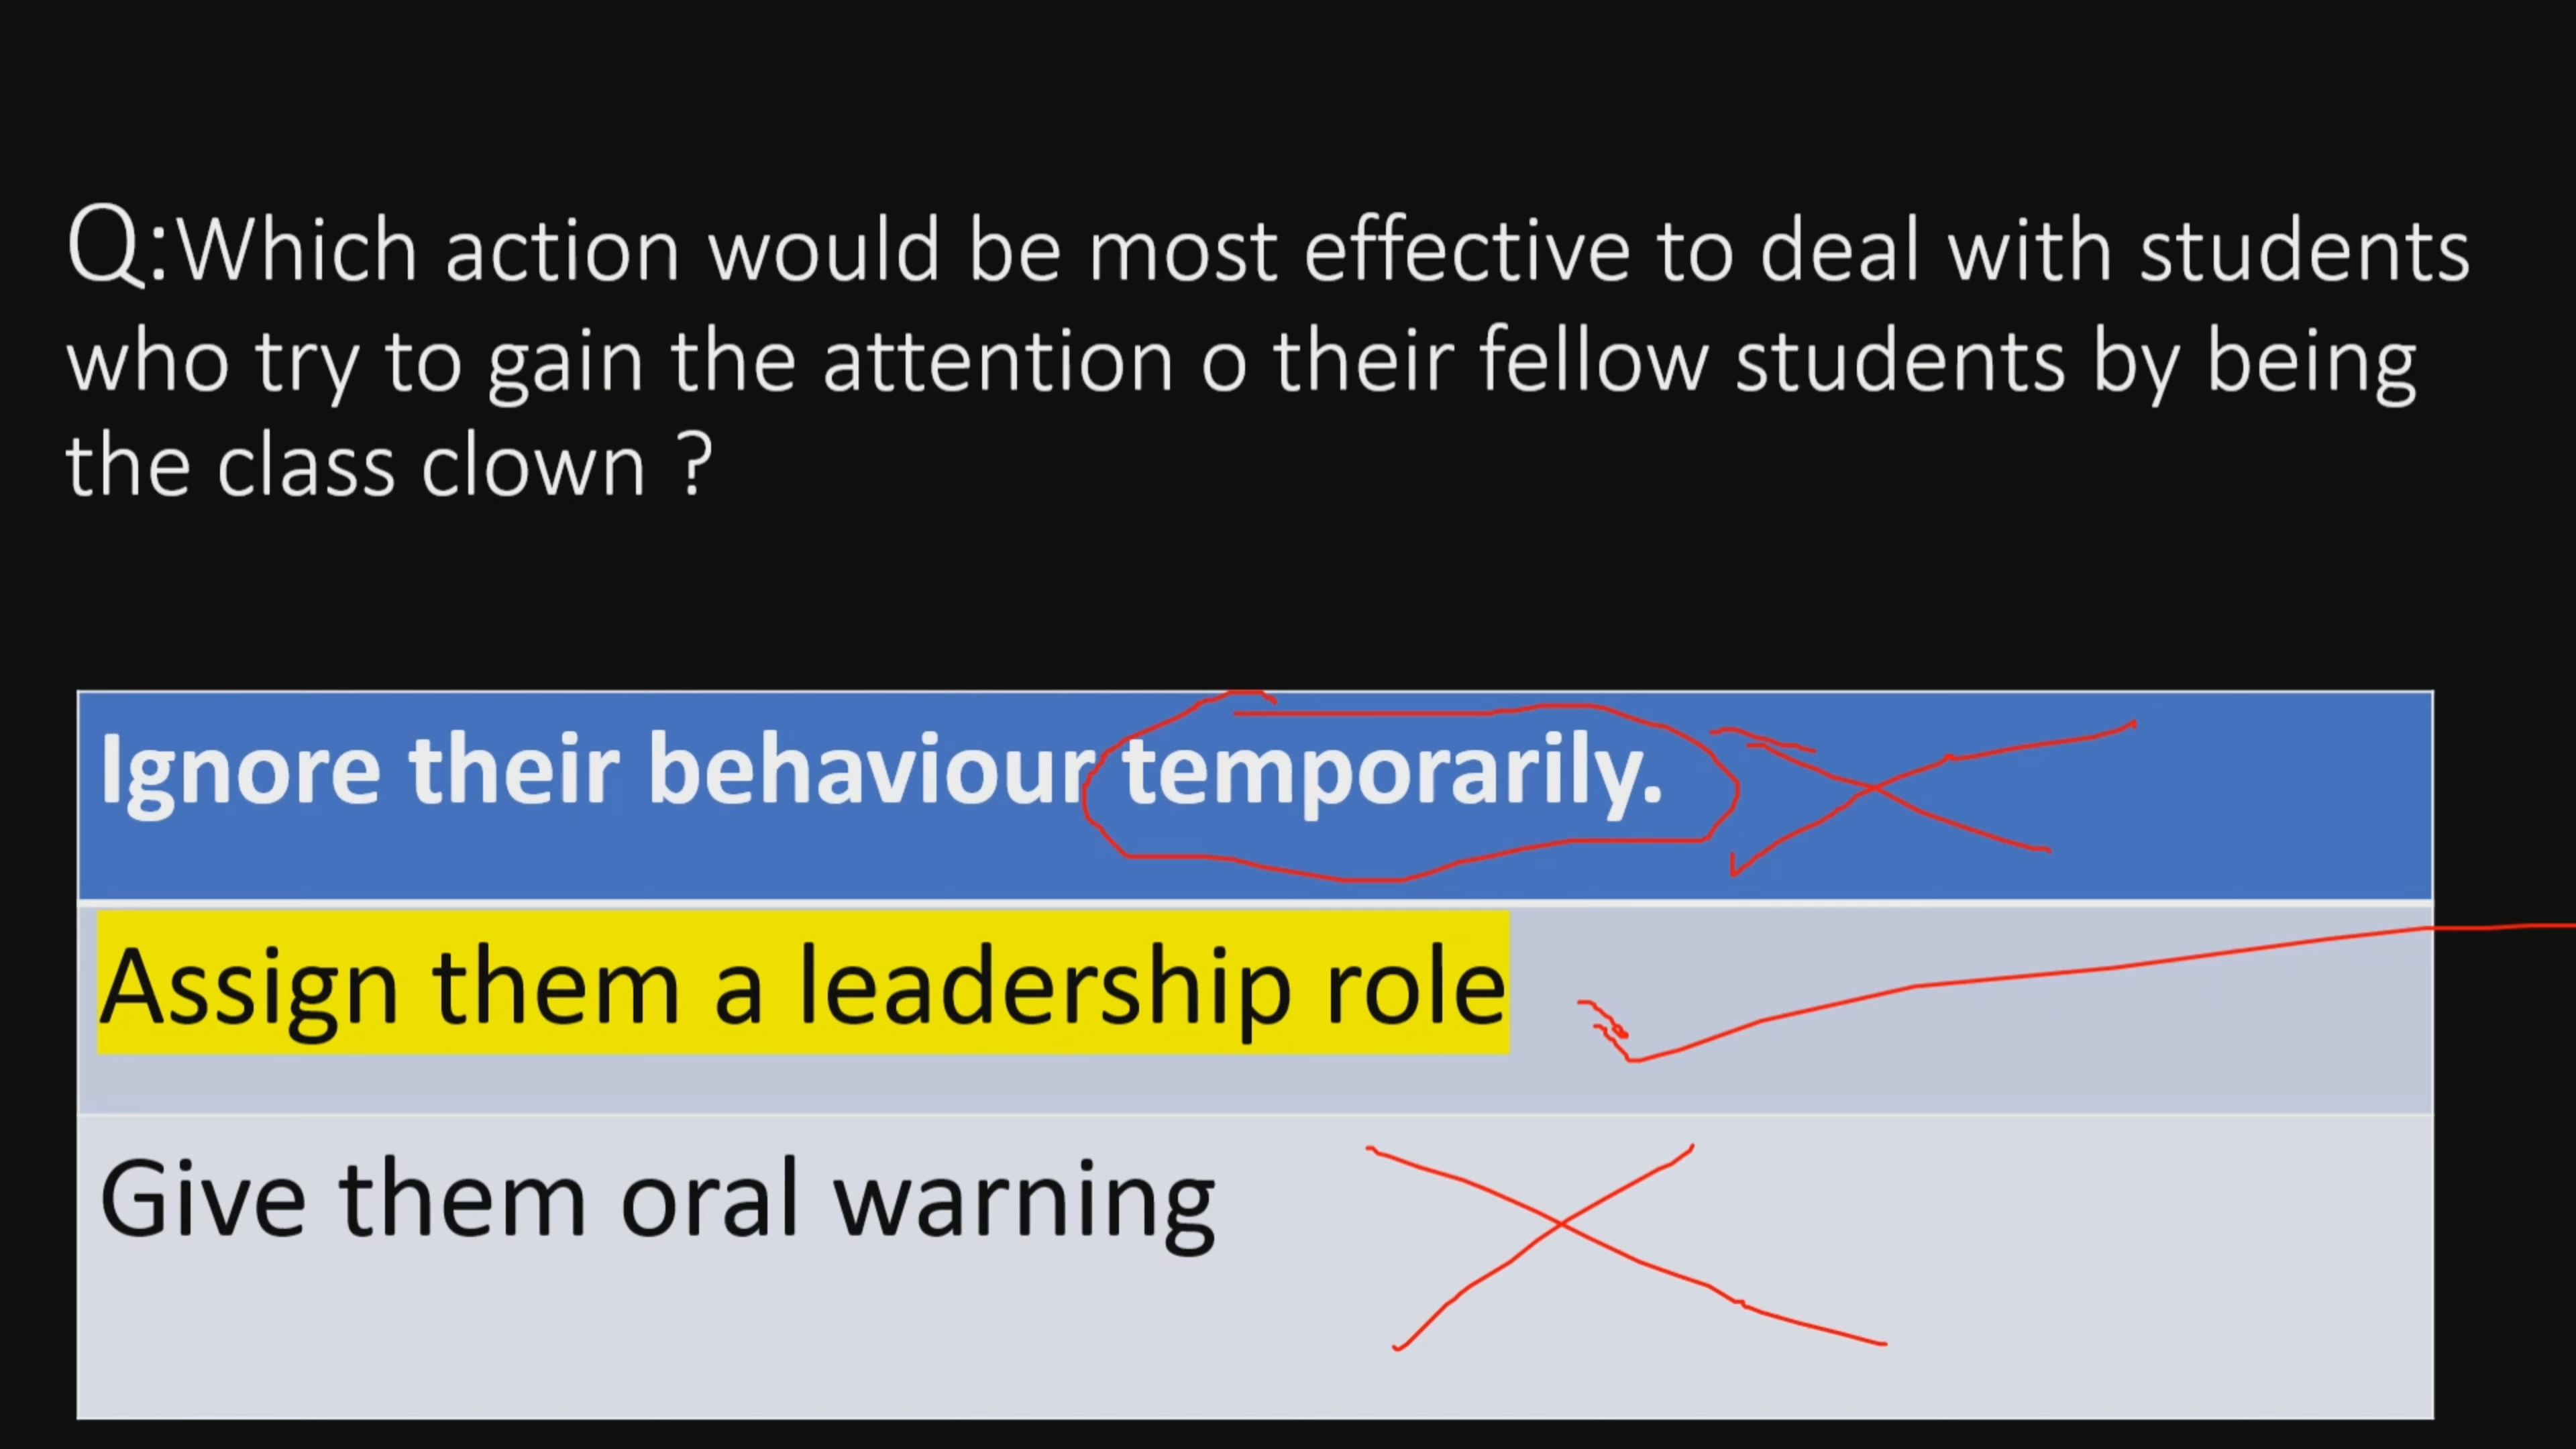 Q:Which action would be most effective to deal with students
who try to gain the attention o their fellow students by being
the class clown ?
Ignore their behaviour temporarily.
Assign them a leadership role
Give them oral warning